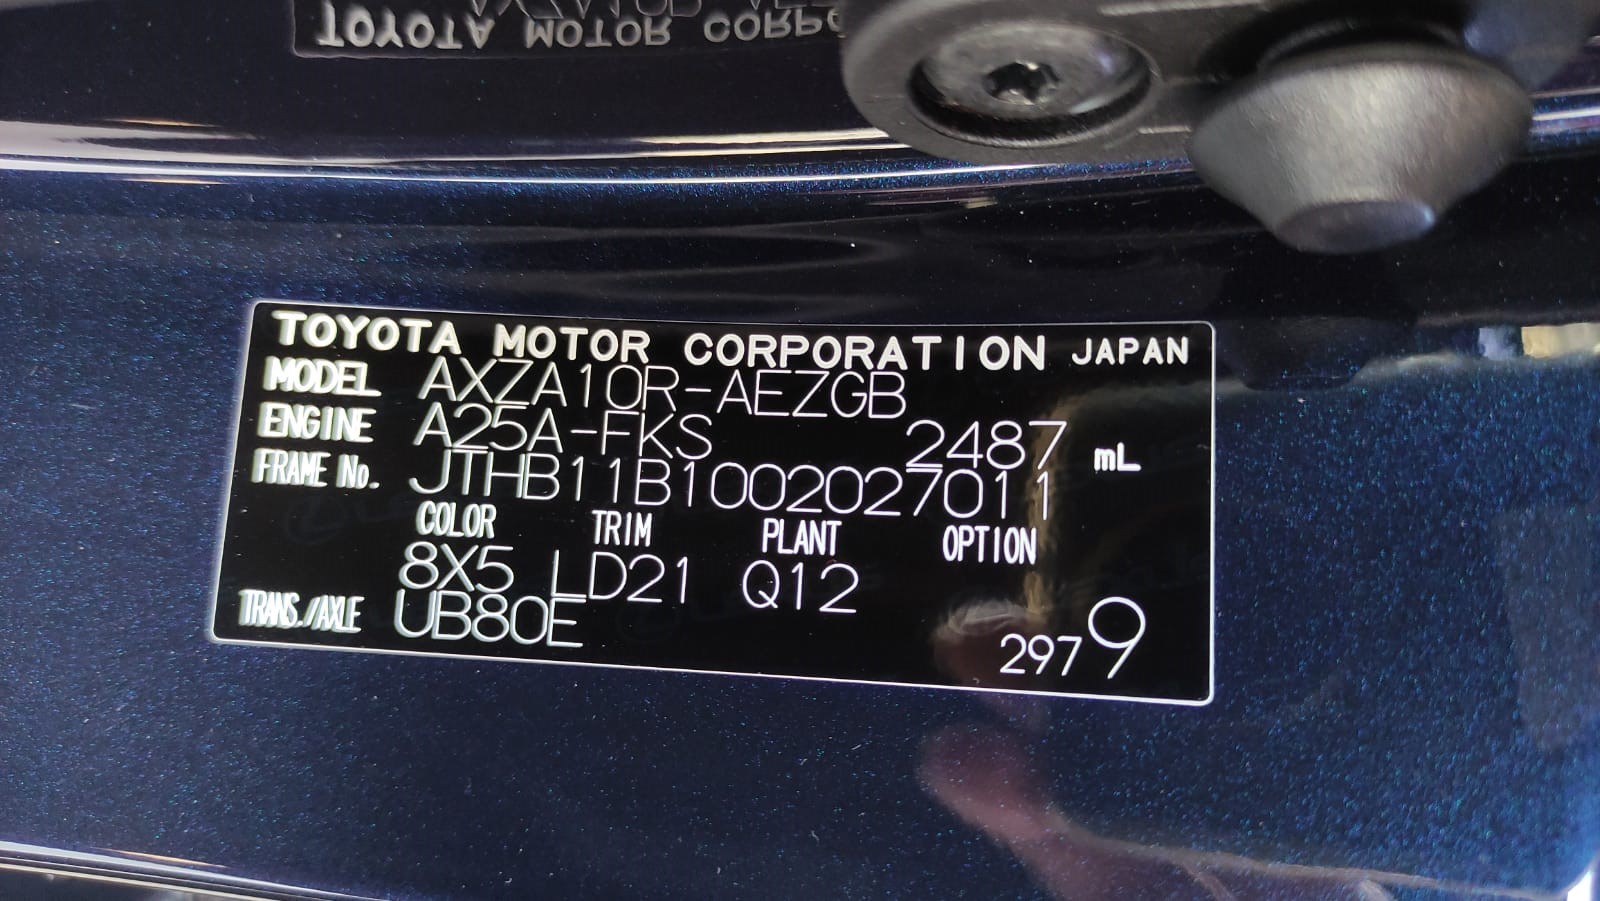 TOYOTA MOTOR CORPO
TOYOTA MOTOR CORPORATION JAPAN
MODEL AXZA10R-AEZGB
ENGINE A25A-FKS 2487 mL
FRAME No. JTHB11B1002027011
COLOR TRIM PLANT OPTION
8X5 LD21 Q12
TRANS./AXLE UB80E
2979